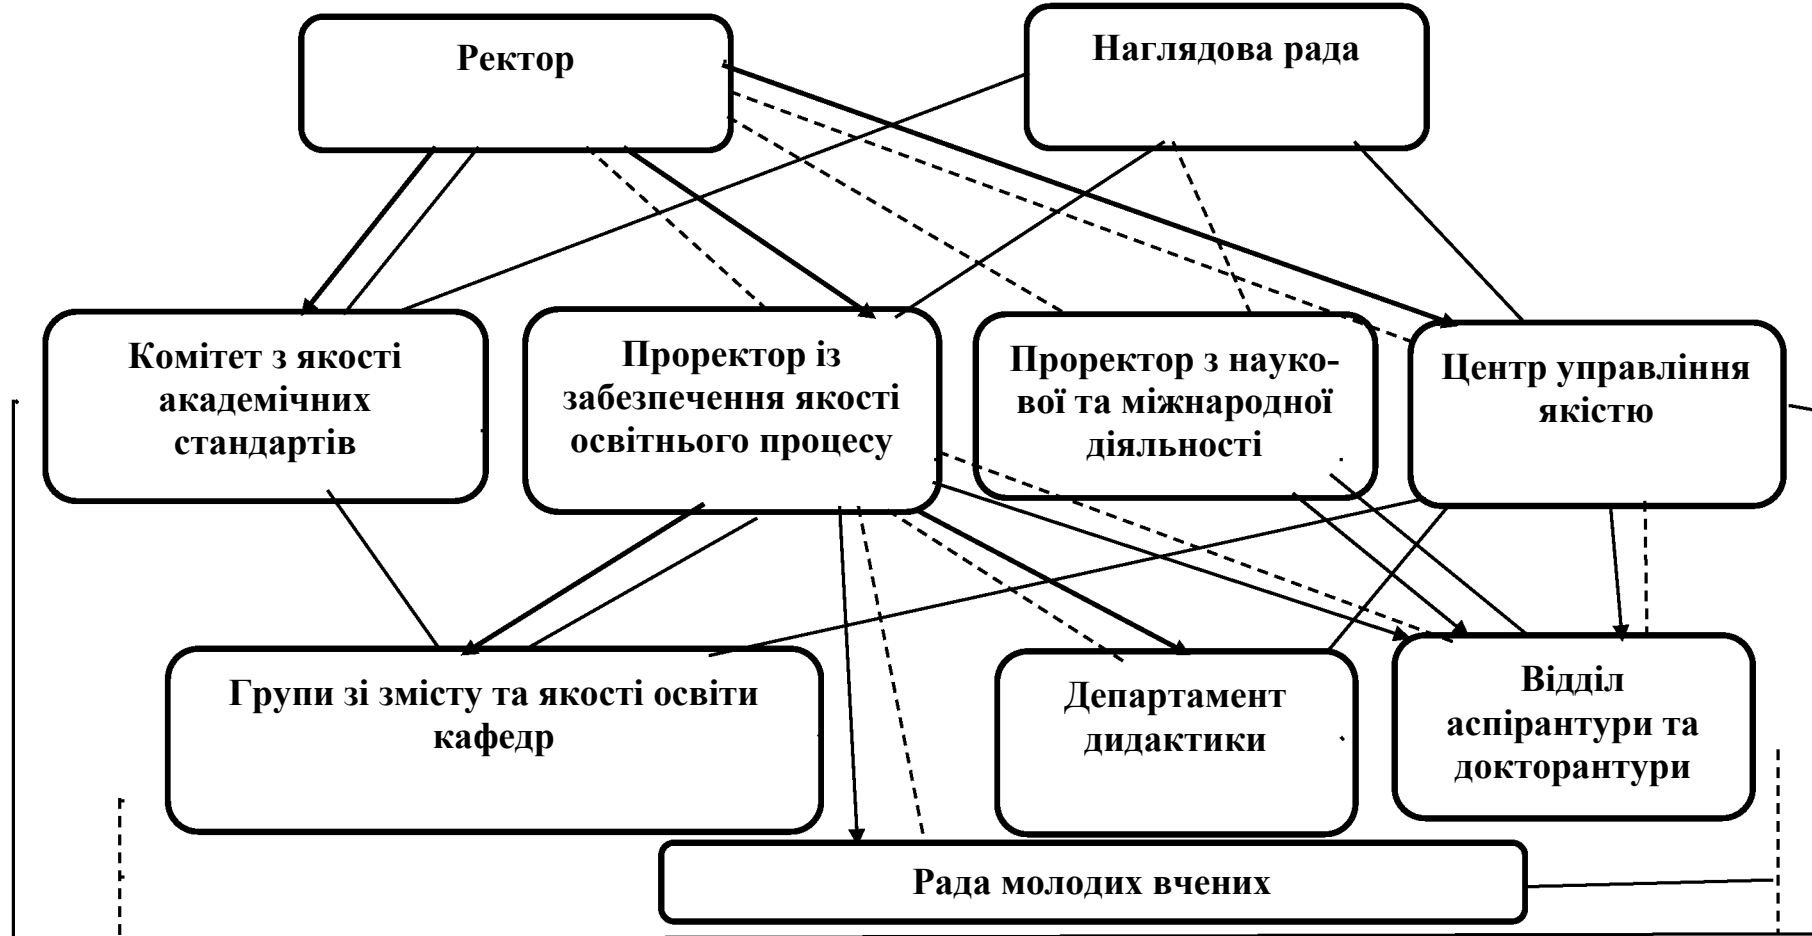 Ректор
Наглядова рада
Комітет з якості
академічних
стандартів
Проректор із
забезпечення якості
освітнього процесу
Проректор з науко-
вої та міжнародної
діяльності
Центр управління
якістю
Групи зі змісту та якості освіти
кафедр
Департамент
дидактики
Відділ
аспірантури та
докторантури
Рада молодих вчених